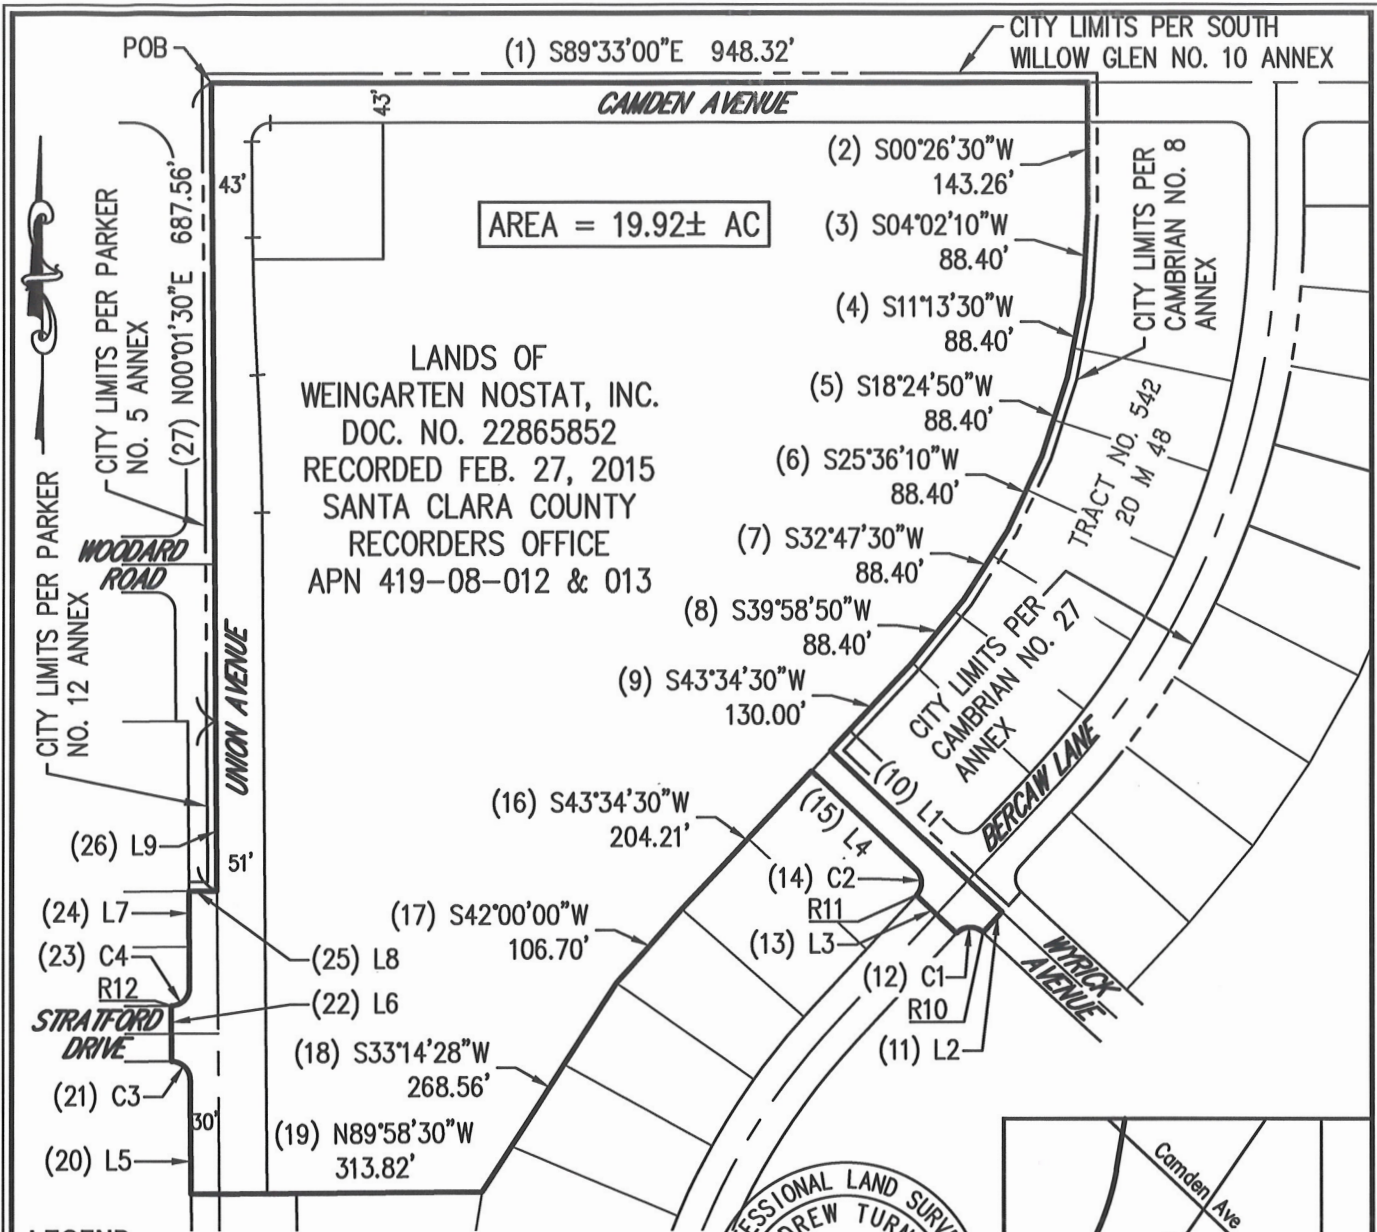 POB
(1) S89°33'00"E 948.32'
CITY LIMITS PER SOUTH
WILLOW GLEN NO. 10 ANNEX
CAMDEN AVENUE
43'
43'
(2) S00°26'30"W
143.26'
AREA = 19.92± AC
(3) S04°02'10"W
88.40'
(4) S11°13'30"W
88.40'
(5) S18°24'50"W
88.40'
(6) S25°36'10"W
88.40'
(7) S32°47'30"W
88.40'
(8) S39°58'50"W
88.40'
(9) S43°34'30"W
130.00'
CITY LIMITS PER
CAMBRIAN NO. 8
ANNEX
TRACT NO. 542
20 M 48
CITY LIMITS PER PARKER
NO. 5 ANNEX
(27) N00°01'30"E 687.56'
LANDS OF
WEINGARTEN NOSTAT, INC.
DOC. NO. 22865852
RECORDED FEB. 27, 2015
SANTA CLARA COUNTY
RECORDERS OFFICE
APN 419-08-012 & 013
CITY LIMITS PER PARKER
NO. 12 ANNEX
WOODARD
ROAD
UNION AVENUE
CITY LIMITS PER
CAMBRIAN NO. 27
ANNEX
BERCAW LANE
(10) L1
(15) L4
(16) S43°34'30"W
204.21'
(14) C2
R11
(13) L3
(12) C1
R10
(11) L2
WYRICK
AVENUE
(26) L9
51'
(24) L7
(23) C4
R12
STRATFORD
DRIVE
(25) L8
(22) L6
(17) S42°00'00"W
106.70'
(18) S33°14'28"W
268.56'
(21) C3
30'
(19) N89°58'30"W
313.82'
(20) L5
LEGEND
ESSIONAL LAND SURV
DREW TURN
Camden Ave